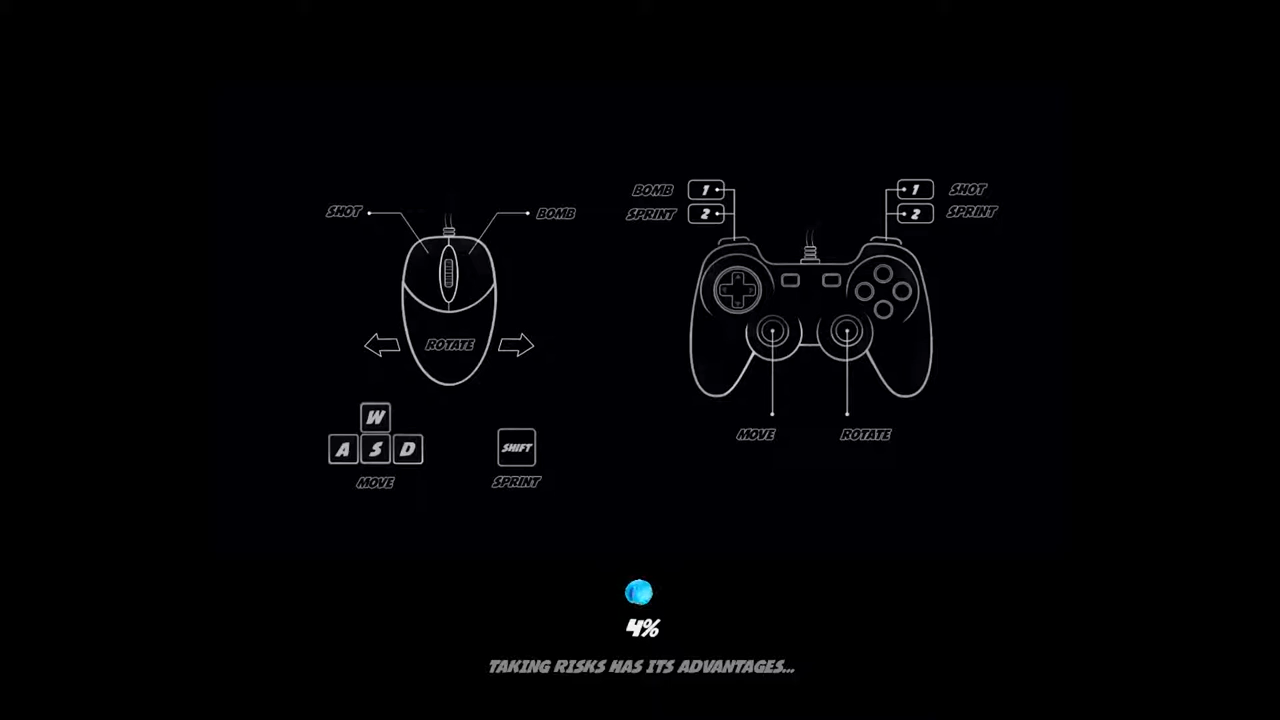 SHOT
BOMB
ROTATE
W
A S D
MOVE
SHIFT
SPRINT
BOMB 1
SPRINT 2
1 SHOT
2 SPRINT
MOVE
ROTATE
4%
TAKING RISKS HAS ITS ADVANTAGES...